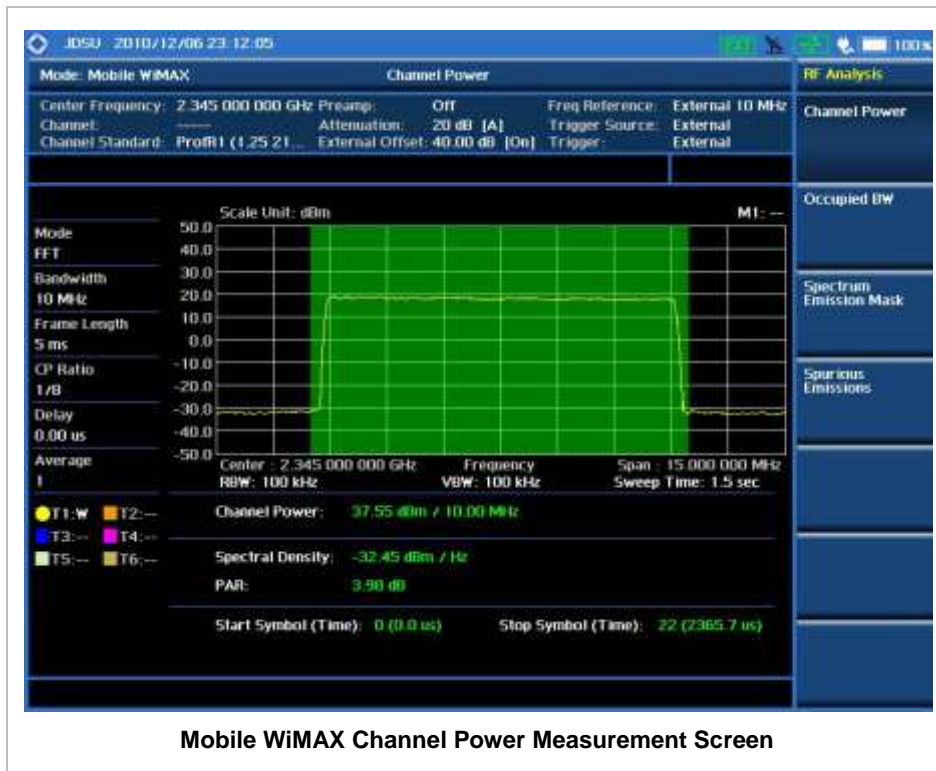 JDSU 2010/12/06 23:12:05 100%
Mode: Mobile WiMAX Channel Power RF Analysis
Center Frequency: 2.345 000 000 GHz Preamp: Off Freq Reference: External 10 MHz
Channel: ----- Attenuation: 20 dB [A] Trigger Source: External
Channel Standard: ProfR1 (1.25 21... External Offset: 40.00 dB [On] Trigger: External
Channel Power
Occupied BW
Spectrum
Emission Mask
Spurious
Emissions
Scale Unit: dBm M1: --
Mode
FFT
Bandwidth
10 MHz
Frame Length
5 ms
CP Ratio
1/8
Delay
0.00 us
Average
1
T1:W T2:--
T3:-- T4:--
T5:-- T6:--
50.0
40.0
30.0
20.0
10.0
0.0
-10.0
-20.0
-30.0
-40.0
-50.0
Center : 2.345 000 000 GHz Frequency Span : 15.000 000 MHz
RBW: 100 kHz VBW: 100 kHz Sweep Time: 1.5 sec
Channel Power: 37.55 dBm / 10.00 MHz
Spectral Density: -32.45 dBm / Hz
PAR: 3.98 dB
Start Symbol (Time): 0 (0.0 us) Stop Symbol (Time): 22 (2365.7 us)
Mobile WiMAX Channel Power Measurement Screen